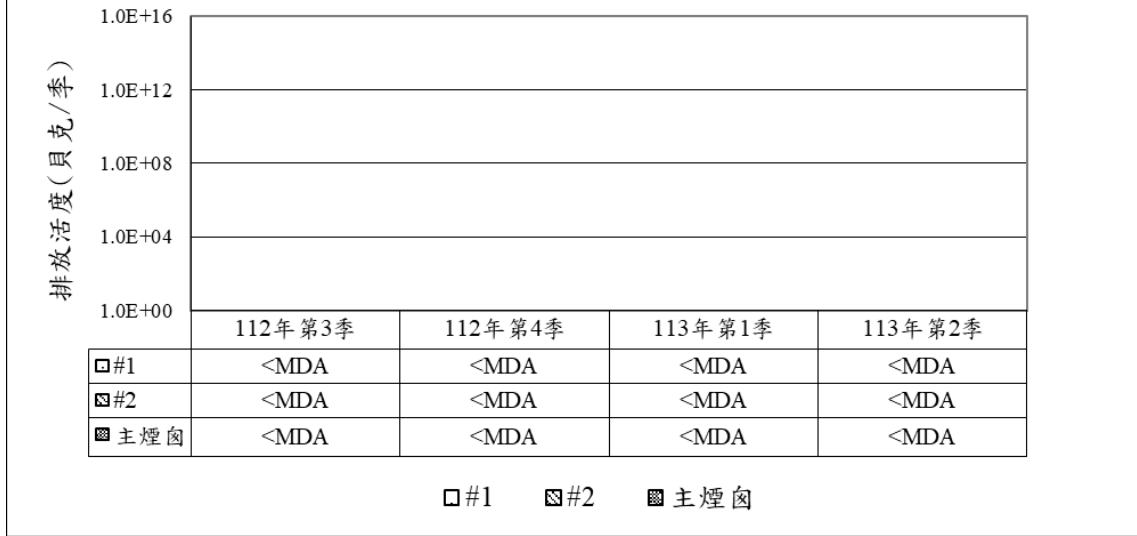 排放活度(貝克/季)
1.0E+16
1.0E+12
1.0E+08
1.0E+04
1.0E+00
112年第3季 112年第4季 113年第1季 113年第2季
#1 <MDA <MDA <MDA <MDA
#2 <MDA <MDA <MDA <MDA
主煙囪 <MDA <MDA <MDA <MDA
#1 #2 主煙囪